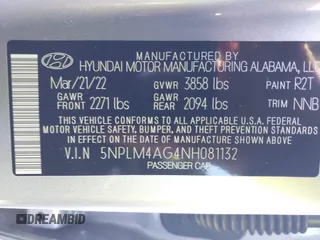 MANUFACTURED BY
HYUNDAI MOTOR MANUFACTURING ALABAMA, LLC
Mar/21/22 GVWR 3858 lbs PAINT R2T
GAWR FRONT 2271 lbs GAWR REAR 2094 lbs TRIM NNB
THIS VEHICLE CONFORMS TO ALL APPLICABLE
U.S.A. FEDERAL MOTOR VEHICLE SAFETY, BUMPER,
AND THEFT PREVENTION STANDARDS IN EFFECT
ON THE DATE OF MANUFACTURE SHOWN ABOVE.
V.I.N 5NPLM4AG4NH081132
PASSENGER CAR
DREAMBID